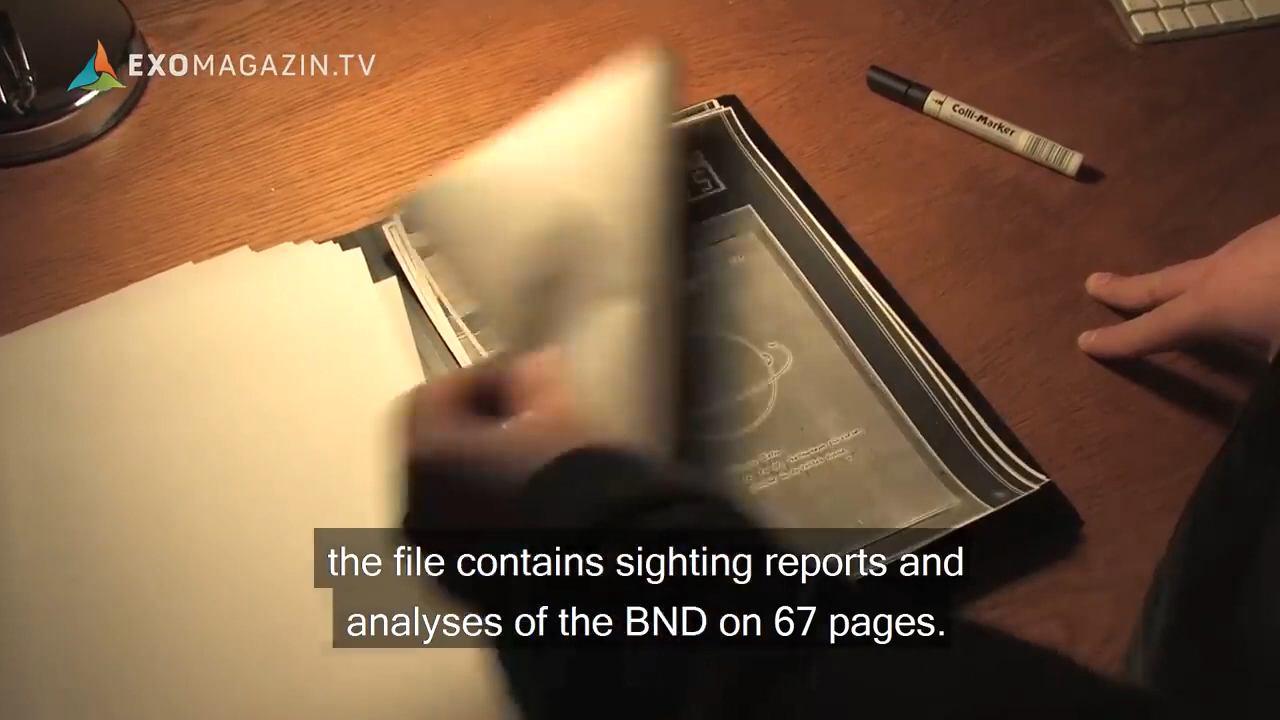 EXOMAGAZIN.TV
Colli-Marker
the file contains sighting reports and
analyses of the BND on 67 pages.